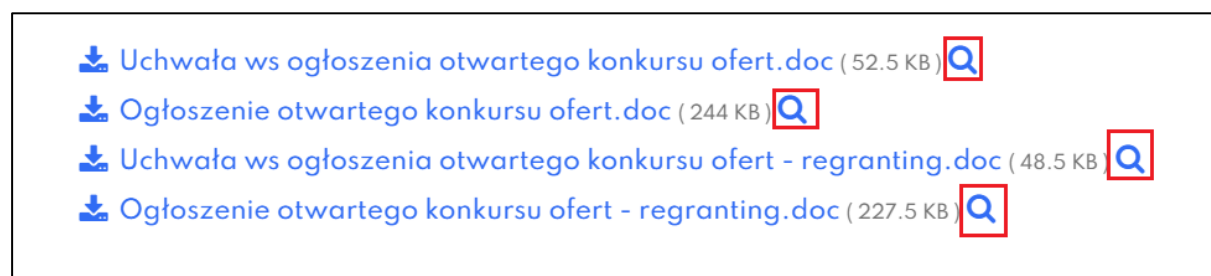 Uchwała ws ogłoszenia otwartego konkursu ofert.doc ( 52.5 KB )
Ogłoszenie otwartego konkursu ofert.doc ( 244 KB )
Uchwała ws ogłoszenia otwartego konkursu ofert - regranting.doc ( 48.5 KB )
Ogłoszenie otwartego konkursu ofert - regranting.doc ( 227.5 KB )